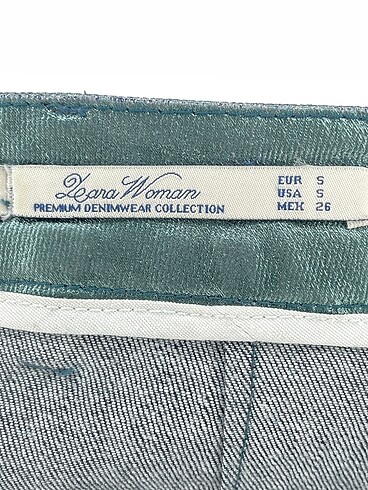 Zara Woman
PREMIUM DENIMWEAR COLLECTION
EUR S
USA S
MEX 26